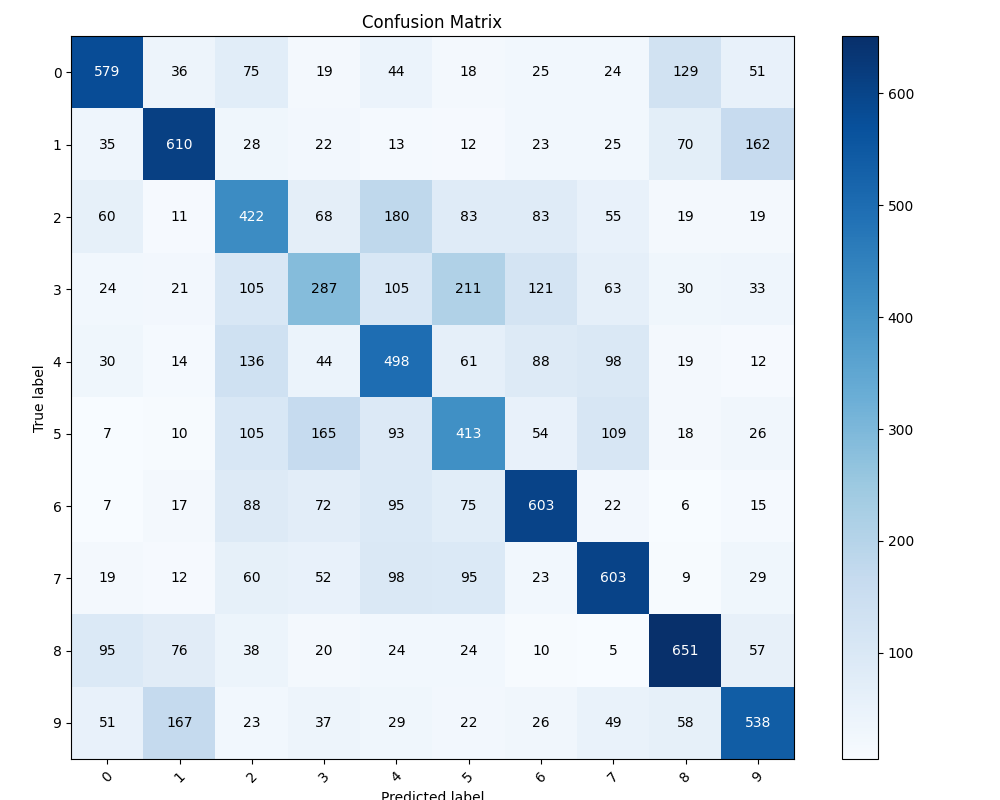 Confusion Matrix
0 579 36 75 19 44 18 25 24 129 51
1 35 610 28 22 13 12 23 25 70 162
2 60 11 422 68 180 83 83 55 19 19
3 24 21 105 287 105 211 121 63 30 33
4 30 14 136 44 498 61 88 98 19 12
5 7 10 105 165 93 413 54 109 18 26
6 7 17 88 72 95 75 603 22 6 15
7 19 12 60 52 98 95 23 603 9 29
8 95 76 38 20 24 24 10 5 651 57
9 51 167 23 37 29 22 26 49 58 538
0 1 2 3 4 5 6 7 8 9
True label
Predicted label
600
500
400
300
200
100